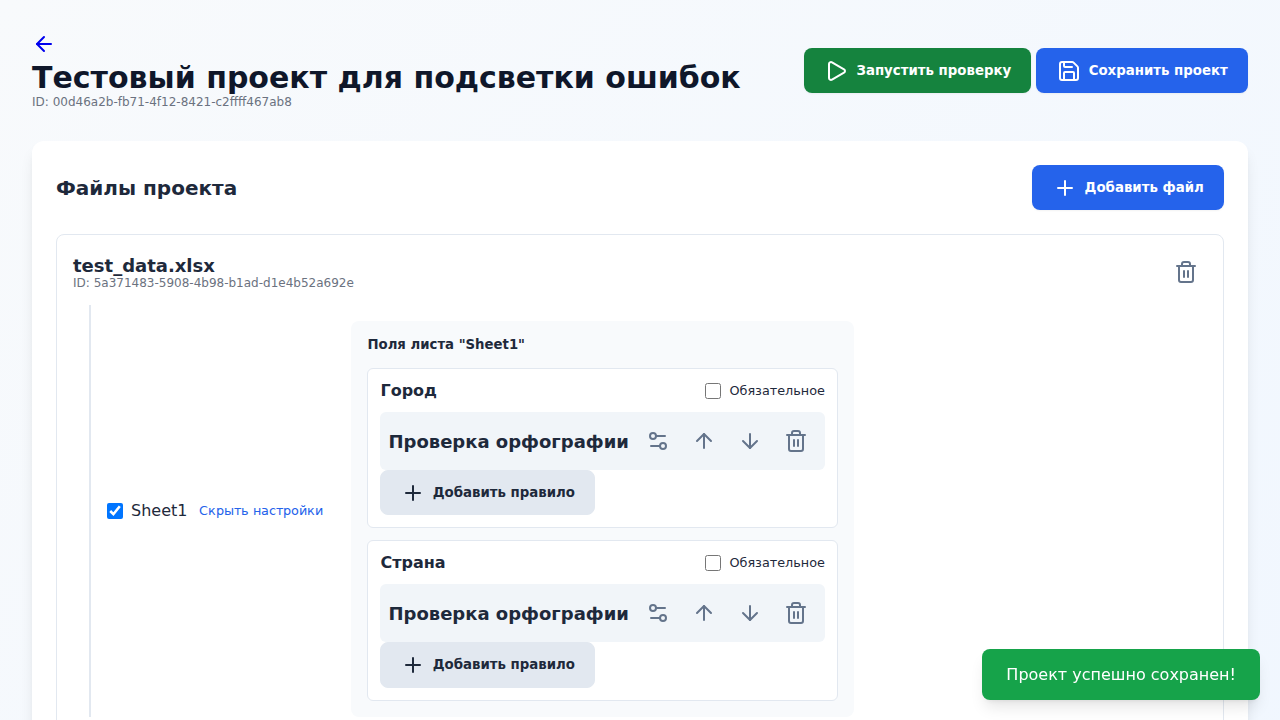 Тестовый проект для подсветки ошибок
ID: 00d46a2b-fb71-4f12-8421-c2ffff467ab8
Запустить проверку
Сохранить проект
Файлы проекта
Добавить файл
test_data.xlsx
ID: 5a371483-5908-4b98-b1ad-d1e4b52a692e
Sheet1
Скрыть настройки
Поля листа "Sheet1"
Город
Обязательное
Проверка орфографии
Добавить правило
Страна
Обязательное
Проверка орфографии
Добавить правило
Проект успешно сохранен!